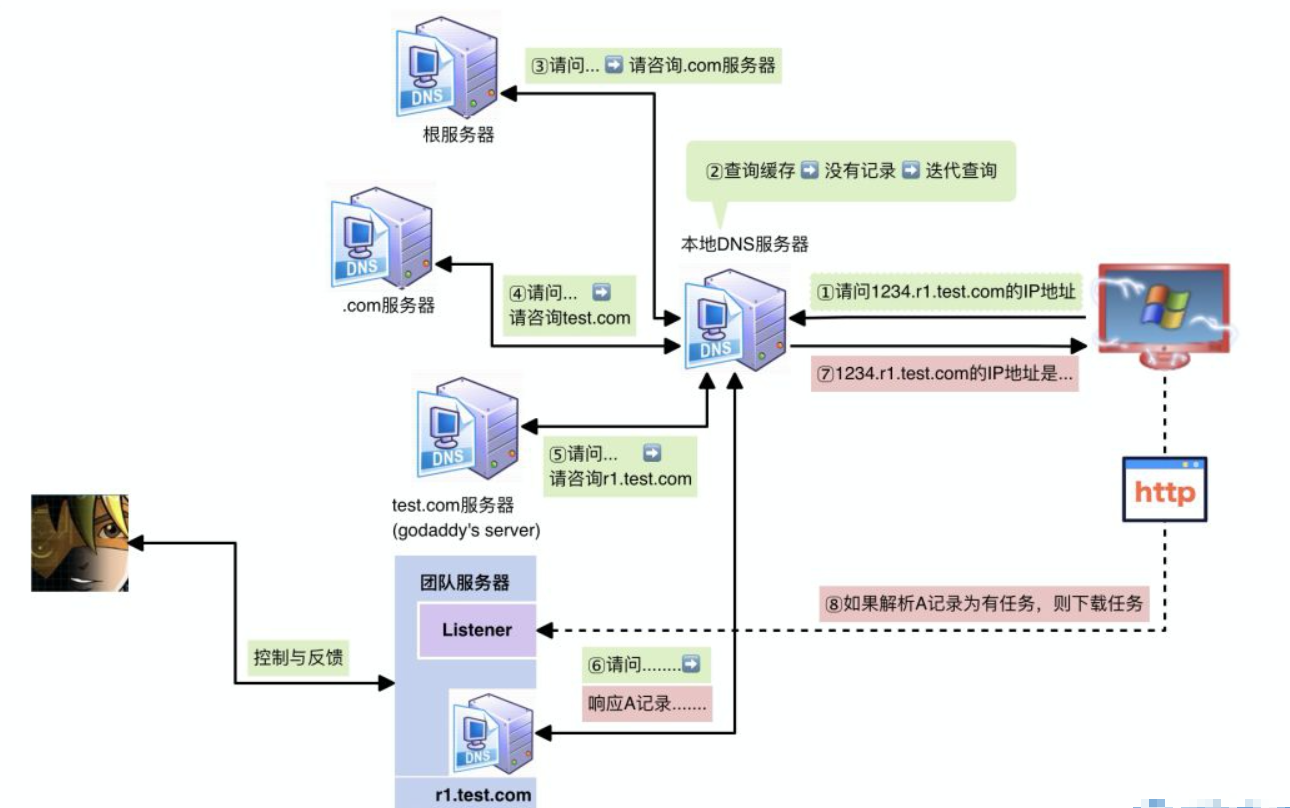 ③请问... ➡ 请咨询.com服务器
DNS
根服务器
②查询缓存 ➡ 没有记录 ➡ 迭代查询
本地DNS服务器
DNS
.com服务器
④请问... ➡
请咨询test.com
DNS
①请问1234.r1.test.com的IP地址
⑦1234.r1.test.com的IP地址是...
DNS
⑤请问... ➡
请咨询r1.test.com
test.com服务器
(godaddy's server)
http
团队服务器
Listener
⑧如果解析A记录为有任务，则下载任务
控制与反馈
⑥请问........➡
响应A记录.......
DNS
r1.test.com